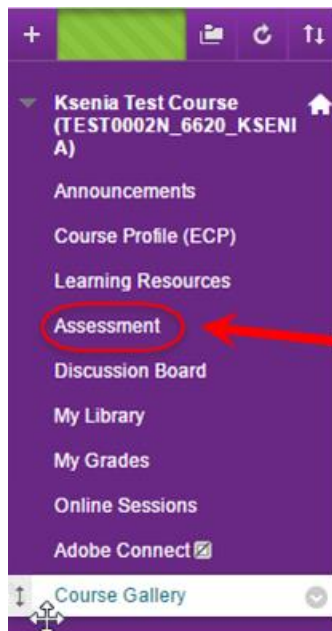 Ksenia Test Course
(TEST0002N_6620_KSENI
A)
Announcements
Course Profile (ECP)
Learning Resources
Assessment
Discussion Board
My Library
My Grades
Online Sessions
Adobe Connect
Course Gallery